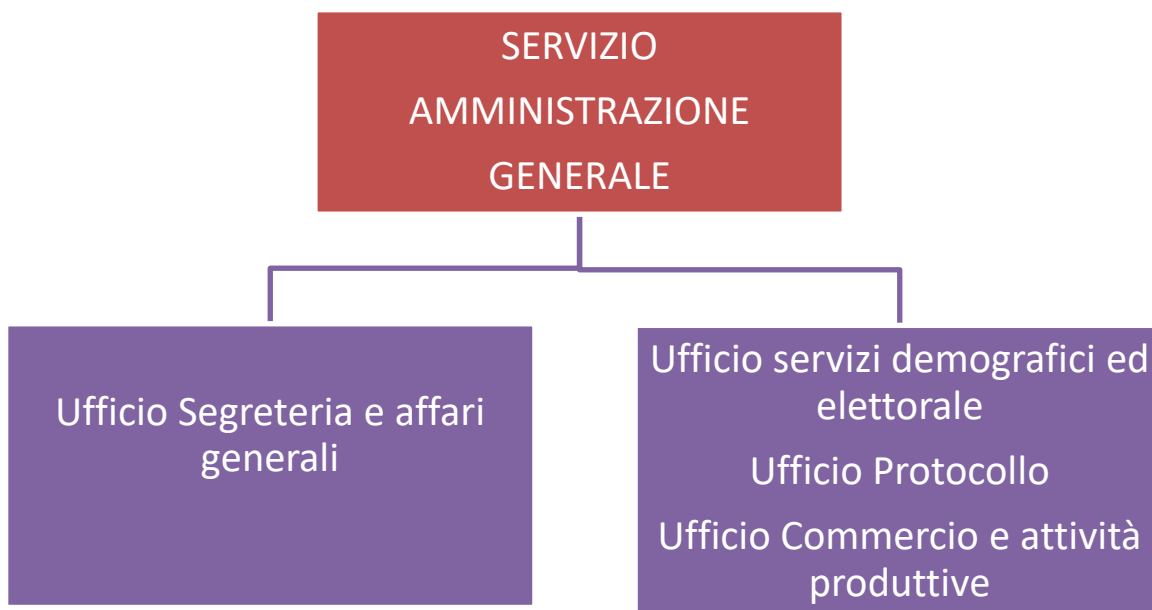 SERVIZIO
AMMINISTRAZIONE
GENERALE
Ufficio Segreteria e affari
generali
Ufficio servizi demografici ed
elettorale
Ufficio Protocollo
Ufficio Commercio e attività
produttive